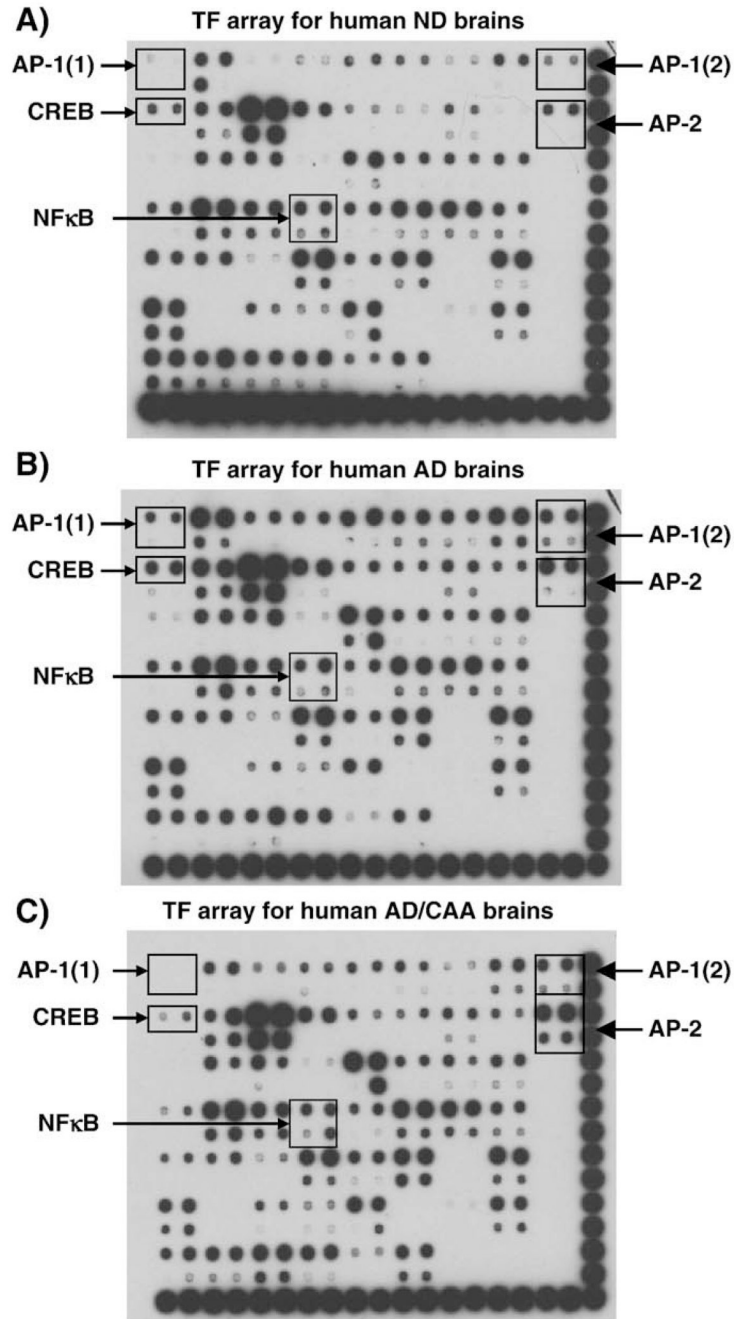 A)
TF array for human ND brains
AP-1(1)
AP-1(2)
CREB
AP-2
NFκB
B)
TF array for human AD brains
AP-1(1)
AP-1(2)
CREB
AP-2
NFκB
C)
TF array for human AD/CAA brains
AP-1(1)
AP-1(2)
CREB
AP-2
NFκB